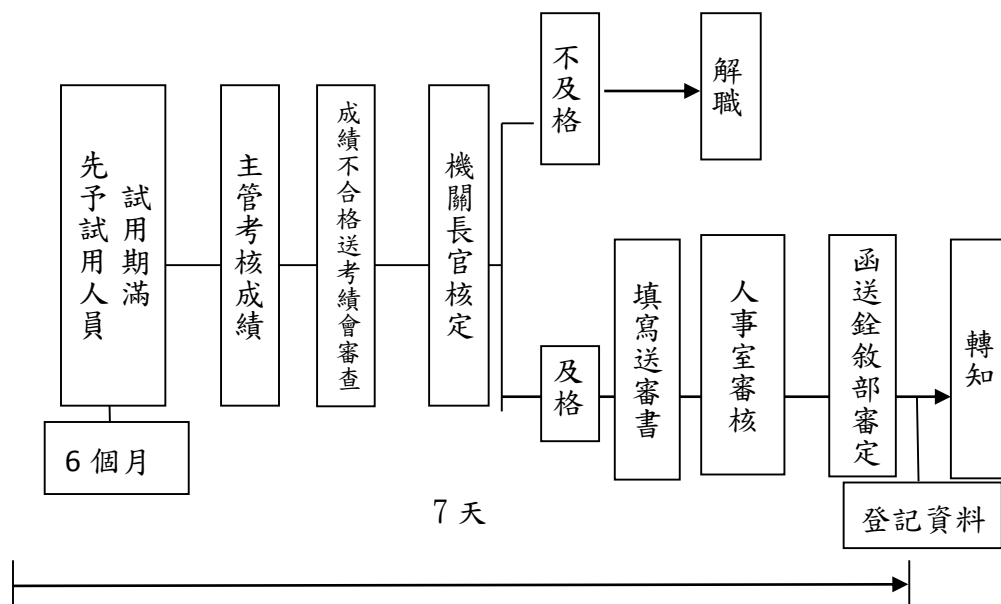 先予試用人員
試用期滿
6 個月
主管考核成績
成績不合格送考績會審查
機關長官核定
不及格
解職
及格
填寫送審書
人事室審核
函送銓敘部審定
登記資料
轉知
7 天